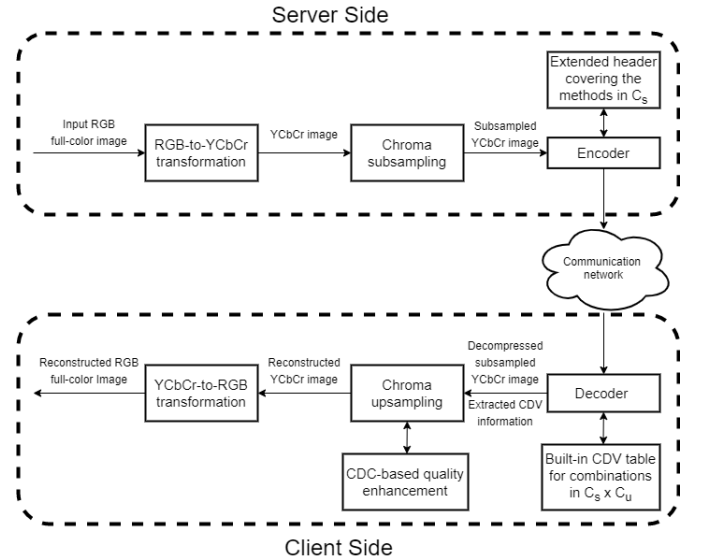 Server Side
Extended header
covering the
methods in Cₛ
Input RGB
full-color image
RGB-to-YCbCr
transformation
YCbCr image
Chroma
subsampling
Subsampled
YCbCr image
Encoder
Communication
network
Reconstructed RGB
full-color Image
YCbCr-to-RGB
transformation
Reconstructed
YCbCr image
Chroma
upsampling
Decompressed
subsampled
YCbCr image
Extracted CDV
information
Decoder
CDC-based quality
enhancement
Built-in CDV table
for combinations
in Cₛ x Cᵤ
Client Side